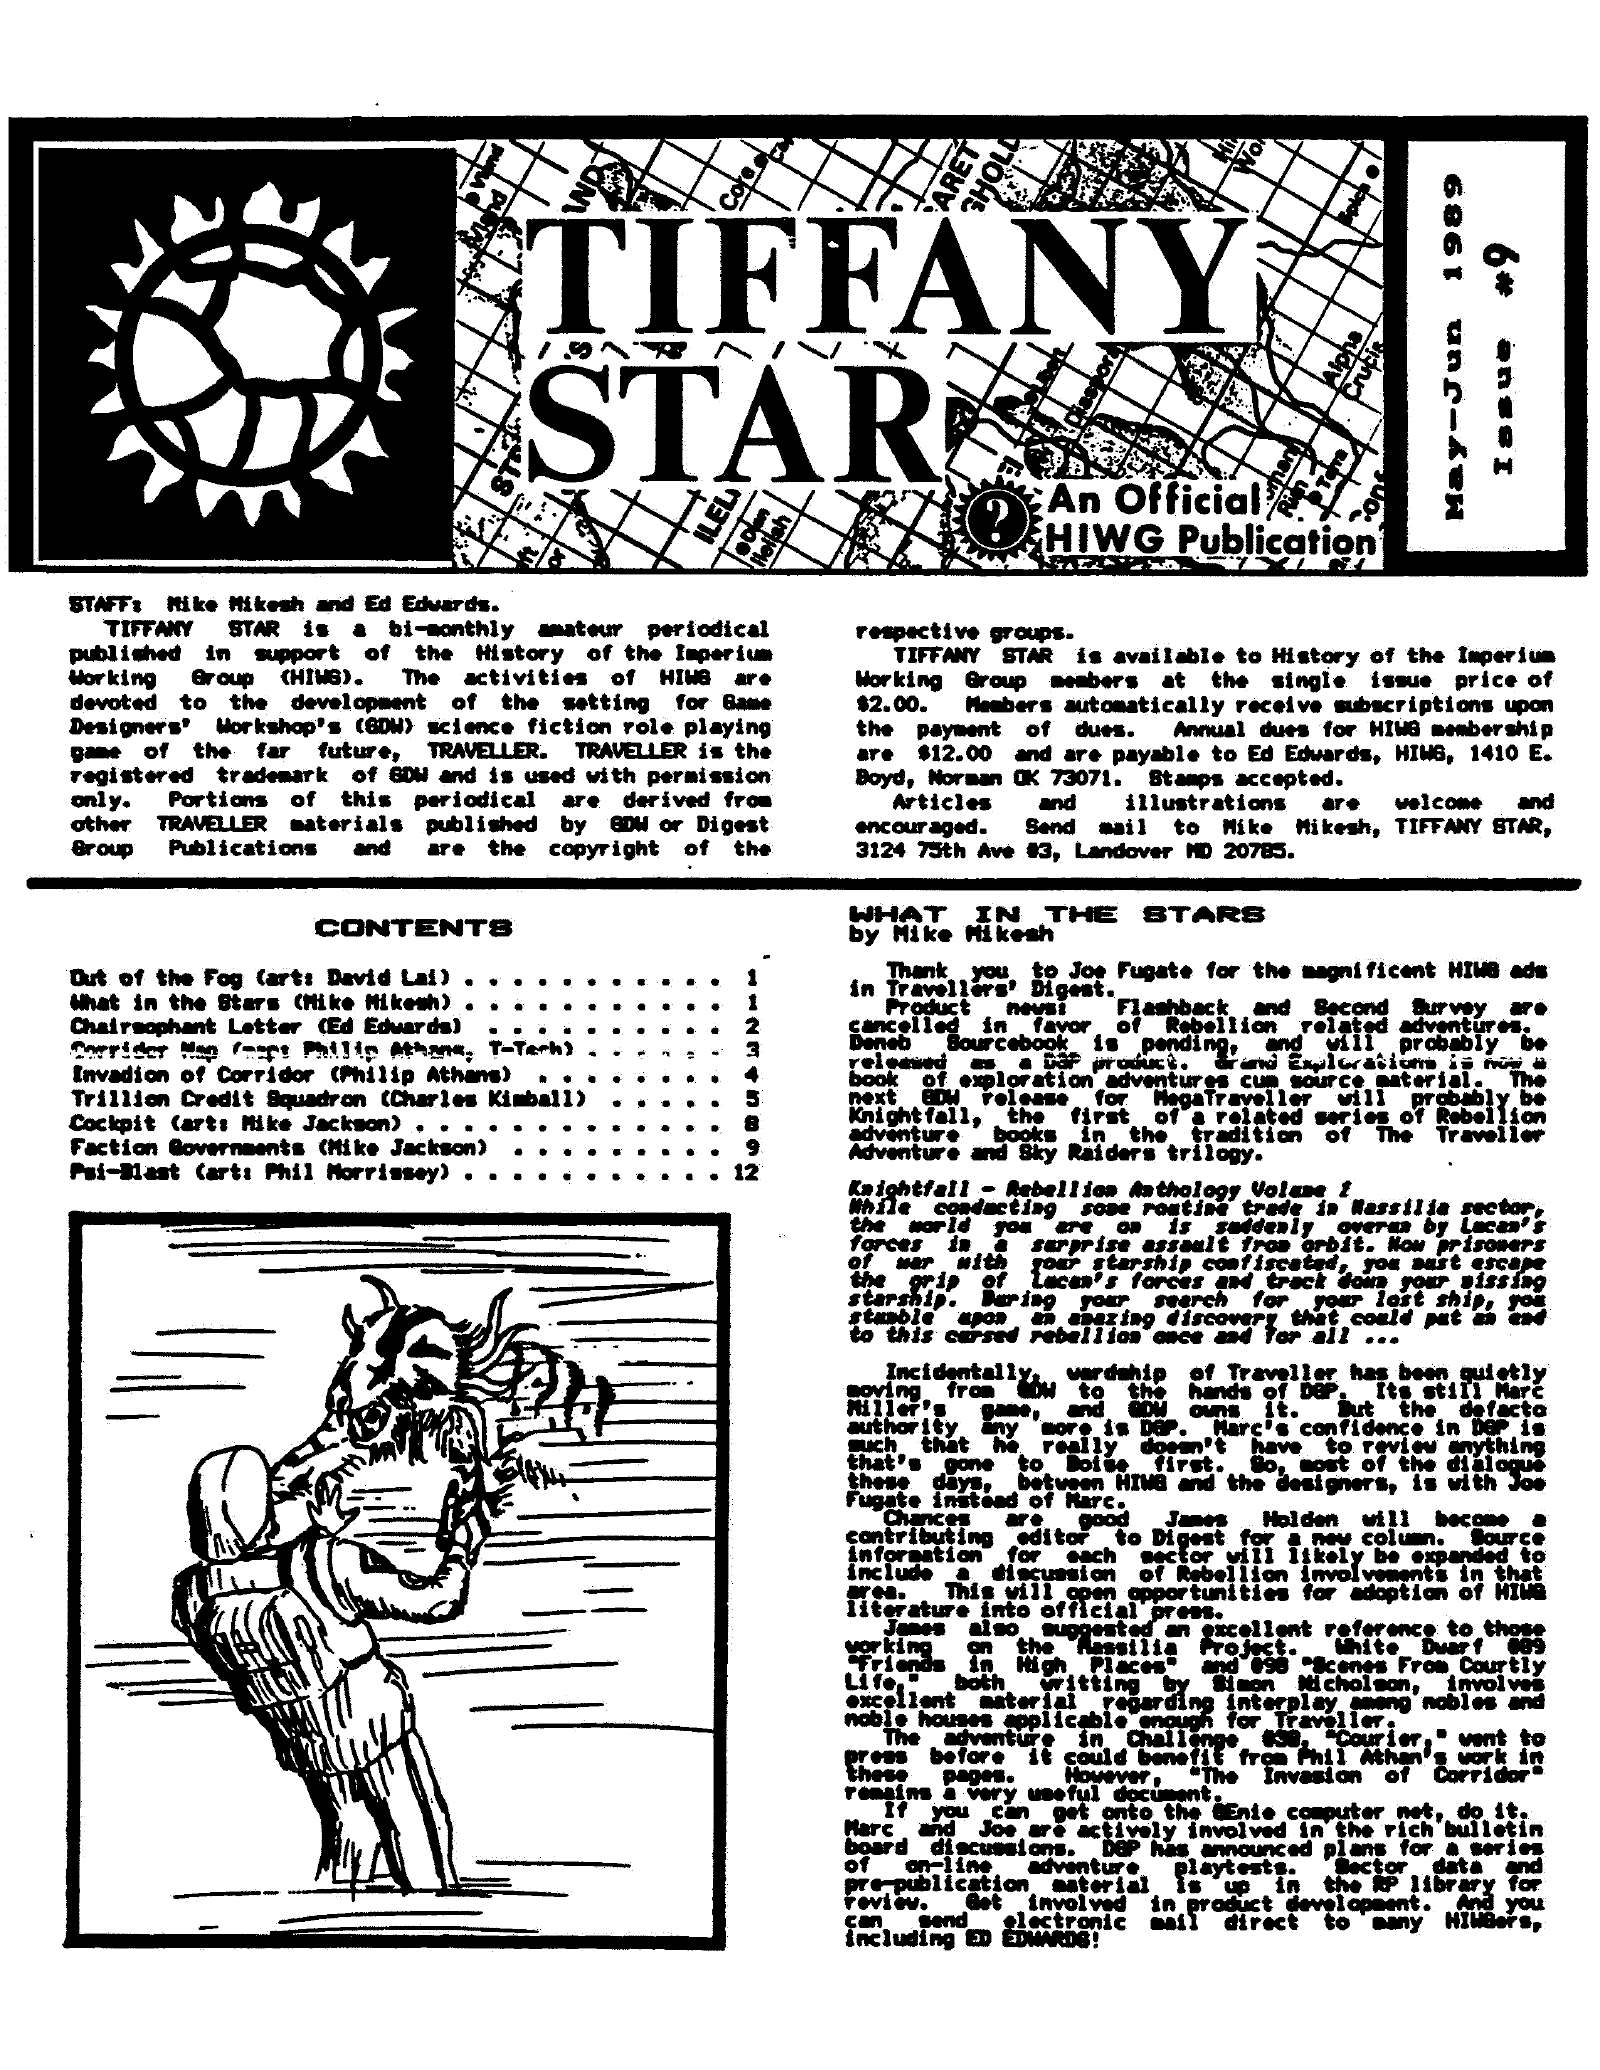 TIFFANY
STAR
An Official
HIWG Publication
May-Jun 1989
Issue #9
STAFF: Mike Mikesh and Ed Edwards.
TIFFANY STAR is a bi-monthly amateur periodical
published in support of the History of the Imperium
Working Group (HIWG). The activities of HIWG are
devoted to the development of the setting for Game
Designers' Workshop's (GDW) science fiction role playing
game of the far future, TRAVELLER. TRAVELLER is the
registered trademark of GDW and is used with permission
only. Portions of this periodical are derived from
other TRAVELLER materials published by GDW or Digest
Group Publications and are the copyright of the
respective groups.
TIFFANY STAR is available to History of the Imperium
Working Group members at the single issue price of
$2.00. Members automatically receive subscriptions upon
the payment of dues. Annual dues for HIWG membership
are $12.00 and are payable to Ed Edwards, HIWG, 1410 E.
Boyd, Norman OK 73071. Stamps accepted.
Articles and illustrations are welcome and
encouraged. Send mail to Mike Mikesh, TIFFANY STAR,
3124 75th Ave #3, Landover MD 20785.
CONTENTS
Out of the Fog (art: David Lai) . . . . . . . . . . . 1
What in the Stars (Mike Mikesh) . . . . . . . . . . . 1
Chairsophant Letter (Ed Edwards) . . . . . . . . . . 2
Corridor Map (map: Philip Athans, T-Tech) . . . . . . 3
Invadion of Corridor (Philip Athans) . . . . . . . . 4
Trillion Credit Squadron (Charles Kimball) . . . . . 5
Cockpit (art: Mike Jackson) . . . . . . . . . . . . . 8
Faction Governments (Mike Jackson) . . . . . . . . . 9
Psi-Blast (art: Phil Morrissey) . . . . . . . . . . . 12
WHAT IN THE STARS
by Mike Mikesh
Thank you to Joe Fugate for the magnificent HIWG ads
in Travellers' Digest.
Product news: Flashback and Second Survey are
cancelled in favor of Rebellion related adventures.
Deneb Sourcebook is pending, and will probably be
released as a DGP product. Grand Explorations is now a
book of exploration adventures cum source material. The
next GDW release for MegaTraveller will probably be
Knightfall, the first of a related series of Rebellion
adventure books in the tradition of The Traveller
Adventure and Sky Raiders trilogy.
Knightfall - Rebellion Anthology Volume I
While conducting some routine trade in Massilia sector,
the world you are on is suddenly overun by Lucan's
forces in a surprise assault from orbit. Now prisoners
of war with your starship confiscated, you must escape
the grip of Lucan's forces and track down your missing
starship. During your search for your lost ship, you
stumble upon an amazing discovery that could put an end
to this cursed rebellion once and for all ...
Incidentally, wardship of Traveller has been quietly
moving from GDW to the hands of DGP. Its still Marc
Miller's game, and GDW owns it. But the defacto
authority any more is DGP. Marc's confidence in DGP is
such that he really doesn't have to review anything
that's gone to Boise first. So, most of the dialogue
these days, between HIWG and the designers, is with Joe
Fugate instead of Marc.
Chances are good James Holden will become a
contributing editor to Digest for a new column. Source
information for each sector will likely be expanded to
include a discussion of Rebellion involvements in that
area. This will open opportunities for adoption of HIWG
literature into official press.
James also suggested an excellent reference to those
working on the Massilia Project. White Dwarf #89
"Friends in High Places" and #98 "Scenes From Courtly
Life," both writting by Simon Nicholson, involves
excellent material regarding interplay among nobles and
noble houses applicable enough for Traveller.
The adventure in Challenge #38, "Courier," went to
press before it could benefit from Phil Athan's work in
these pages. However, "The Invasion of Corridor"
remains a very useful document.
If you can get onto the GEnie computer net, do it.
Marc and Joe are actively involved in the rich bulletin
board discussions. DGP has announced plans for a series
of on-line adventure playtests. Sector data and
pre-publication material is up in the RP library for
review. Get involved in product development. And you
can send electronic mail direct to many HIWGers,
including ED EDWARDS!